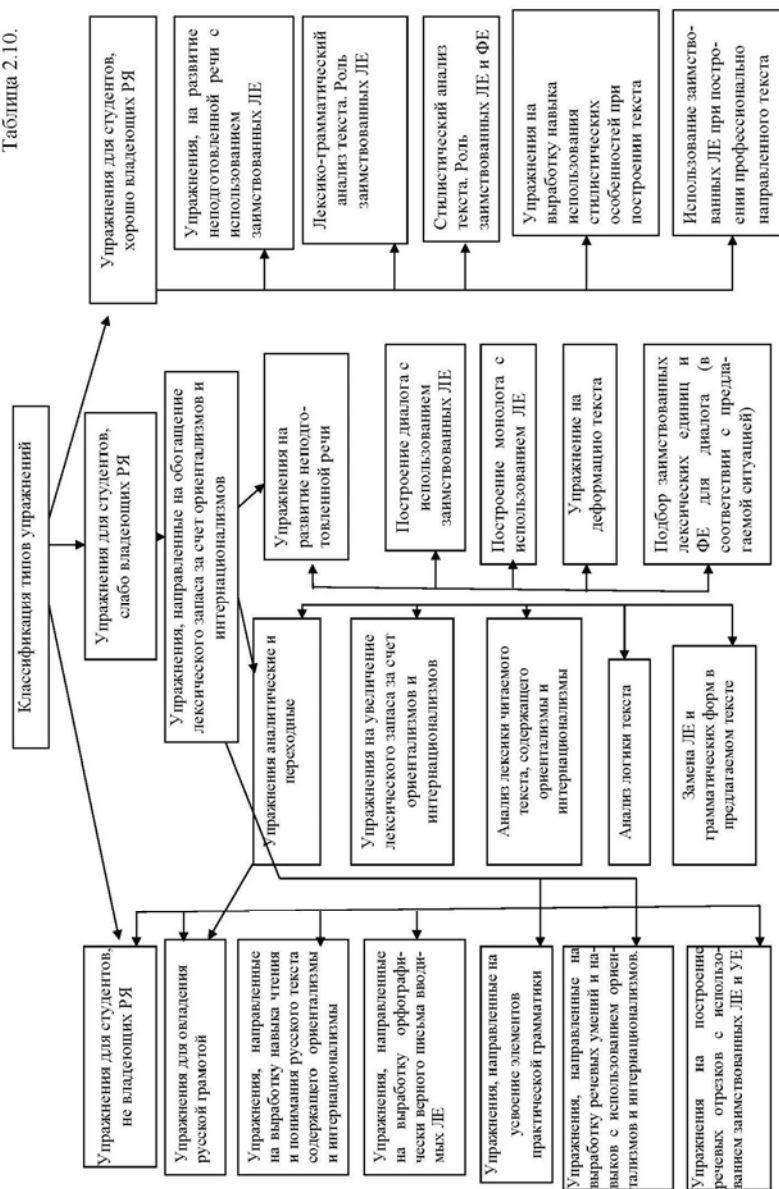 Таблица 2.10.
Классификация типов упражнений
Упражнения для студентов,
не владеющих РЯ
Упражнения для овладения
русской грамотой
Упражнения, направленные
на выработку навыка чтения
и понимания русского текста
содержащего ориентализмы
и интернационализмы
Упражнения, направленные
на выработку орфографи-
чески верного письма вводи-
мых ЛЕ
Упражнения, направленные на
усвоение элементов
практической грамматики
Упражнения, направленные на
выработку речевых умений и на-
выков с использованием ориен-
тализмов и интернационализмов.
Упражнения на построение
речевых отрезков с использо-
ванием заимствованных ЛЕ и УЕ
Упражнения для студентов,
слабо владеющих РЯ
Упражнения, направленные на обогащение
лексического запаса за счет ориентализмов и
интернационализмов
Упражнения аналитические и
переходные
Упражнения на увеличение
лексического запаса за счет
ориентализмов и
интернационализмов
Анализ лексики читаемого
текста, содержащего
ориентализмы и
интернационализмы
Анализ логики текста
Замена ЛЕ и
грамматических форм в
предлагаемом тексте
Упражнения на
развитие неподго-
товленной речи
Построение диалога с
использованием
заимствованных ЛЕ
Построение монолога с
использованием ЛЕ
Упражнение на
деформацию текста
Подбор заимствованных
лексических единиц и
ФЕ для диалога (в
соответствии с предла-
гаемой ситуацией)
Упражнения для студентов,
хорошо владеющих РЯ
Упражнения, на развитие
неподготовленной речи с
использованием
заимствованных ЛЕ
Лексико-грамматический
анализ текста. Роль
заимствованных ЛЕ
Стилистический анализ
текста. Роль
заимствованных ЛЕ и ФЕ
Упражнения на
выработку навыка
использования
стилистических
особенностей при
построении текста
Использование заимство-
ванных ЛЕ при постро-
ении профессионально
направленного текста